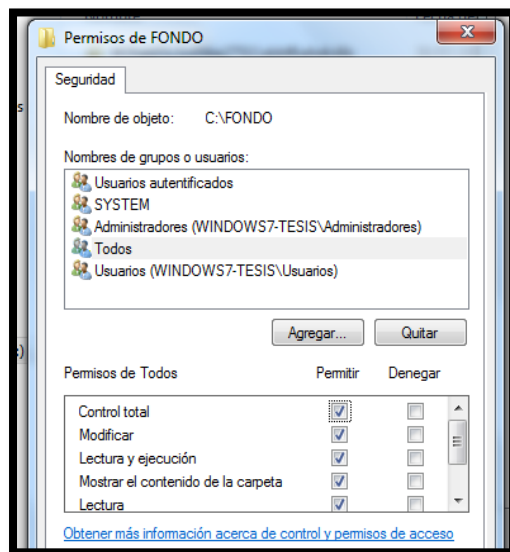 Permisos de FONDO
Seguridad
Nombre de objeto: C:\FONDO
Nombres de grupos o usuarios:
Usuarios autentificados
SYSTEM
Administradores (WINDOWS7-TESIS\Administradores)
Todos
Usuarios (WINDOWS7-TESIS\Usuarios)
Agregar... Quitar
Permisos de Todos Permitir Denegar
Control total
Modificar
Lectura y ejecución
Mostrar el contenido de la carpeta
Lectura
Obtener más información acerca de control y permisos de acceso